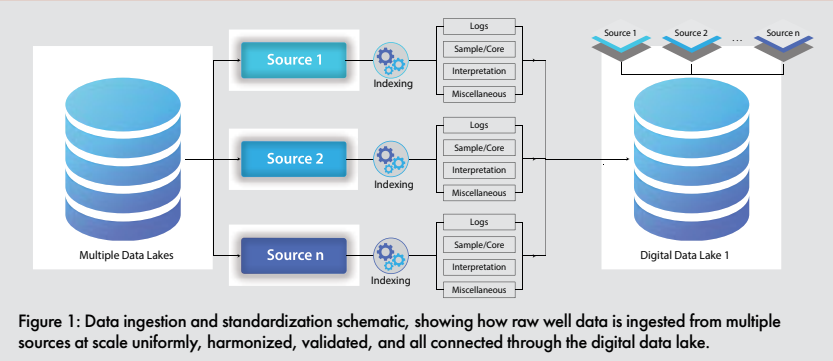 Multiple Data Lakes
Source 1
Indexing
Logs
Sample/Core
Interpretation
Miscellaneous
Source 2
Indexing
Logs
Sample/Core
Interpretation
Miscellaneous
Source n
Indexing
Logs
Sample/Core
Interpretation
Miscellaneous
Source 1 Source 2 ... Source n
Digital Data Lake 1
Figure 1: Data ingestion and standardization schematic, showing how raw well data is ingested from multiple
sources at scale uniformly, harmonized, validated, and all connected through the digital data lake.